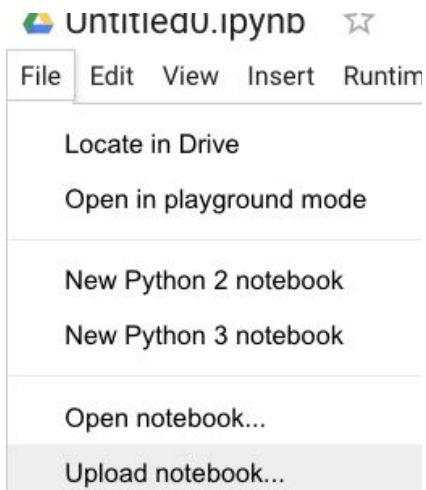 Untitled0.ipynb
File Edit View Insert Runtim
Locate in Drive
Open in playground mode
New Python 2 notebook
New Python 3 notebook
Open notebook...
Upload notebook...